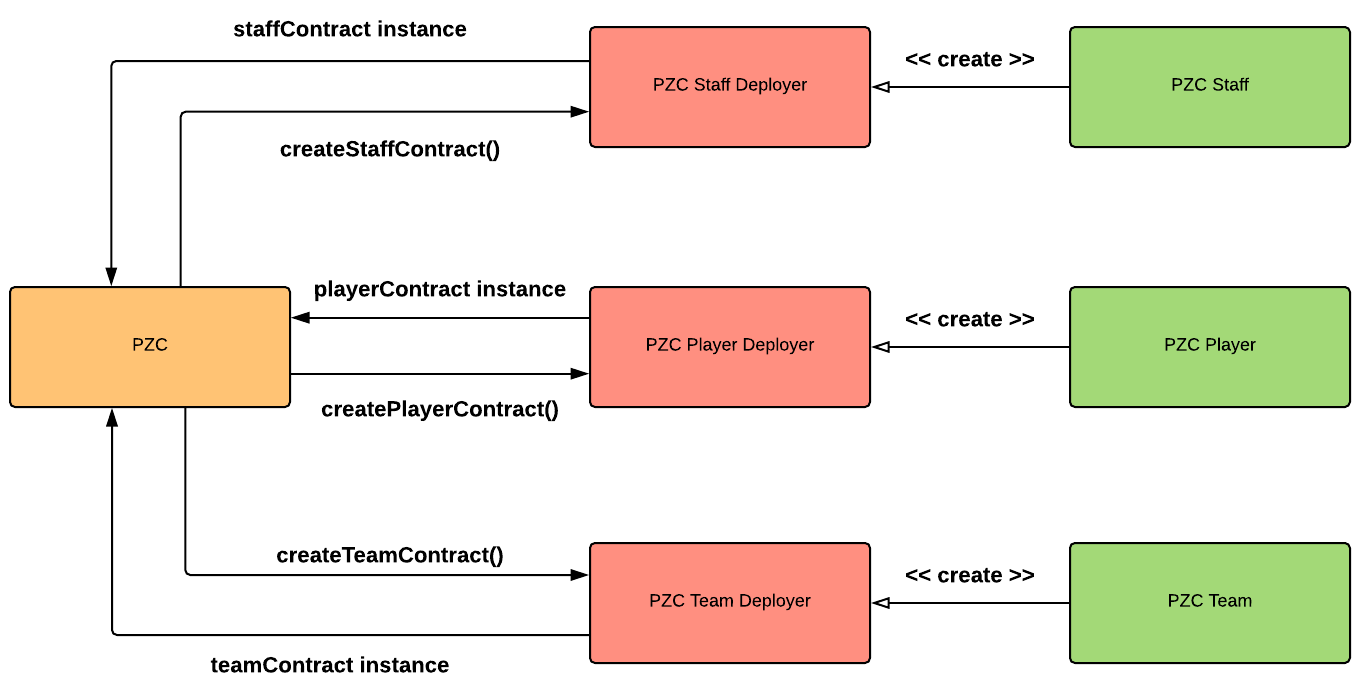 staffContract instance
<< create >>
PZC Staff Deployer
PZC Staff
createStaffContract()
playerContract instance
<< create >>
PZC
PZC Player Deployer
PZC Player
createPlayerContract()
createTeamContract()
<< create >>
PZC Team Deployer
PZC Team
teamContract instance